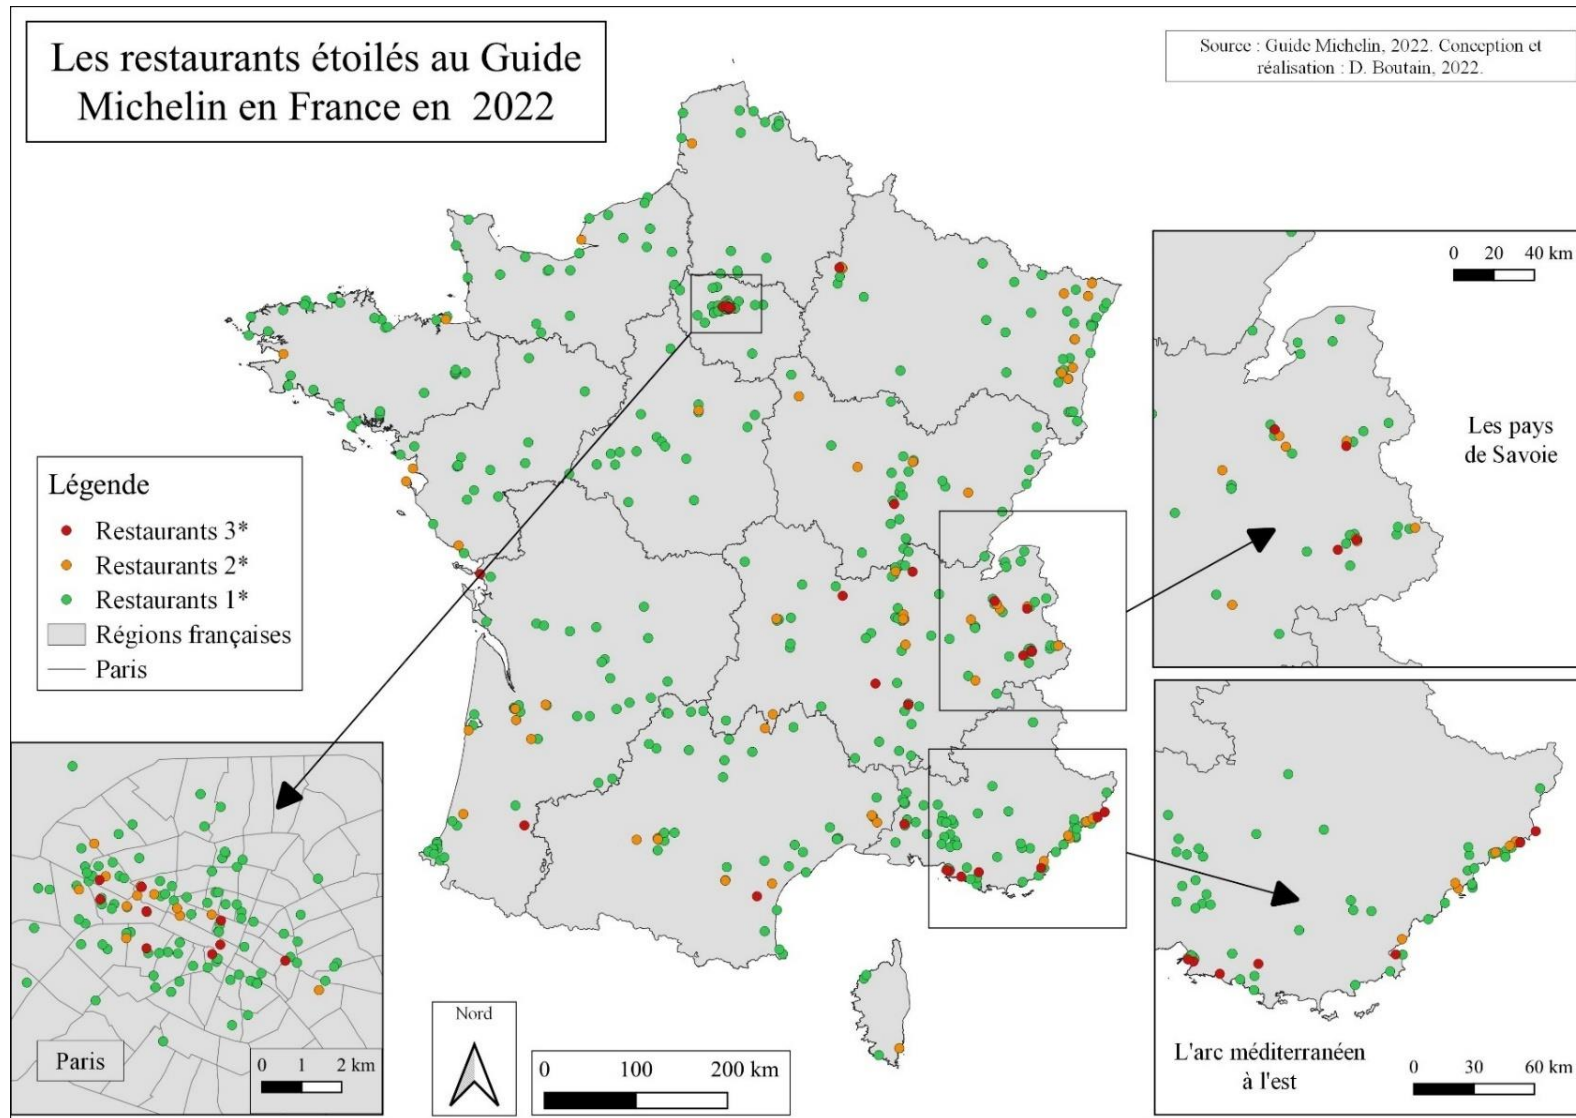 Les restaurants étoilés au Guide
Michelin en France en 2022
Source : Guide Michelin, 2022. Conception et
réalisation : D. Boutain, 2022.
0 20 40 km
Les pays
de Savoie
Légende
Restaurants 3*
Restaurants 2*
Restaurants 1*
Régions françaises
Paris
Paris
0 1 2 km
Nord
0 100 200 km
L'arc méditerranéen
à l'est
0 30 60 km